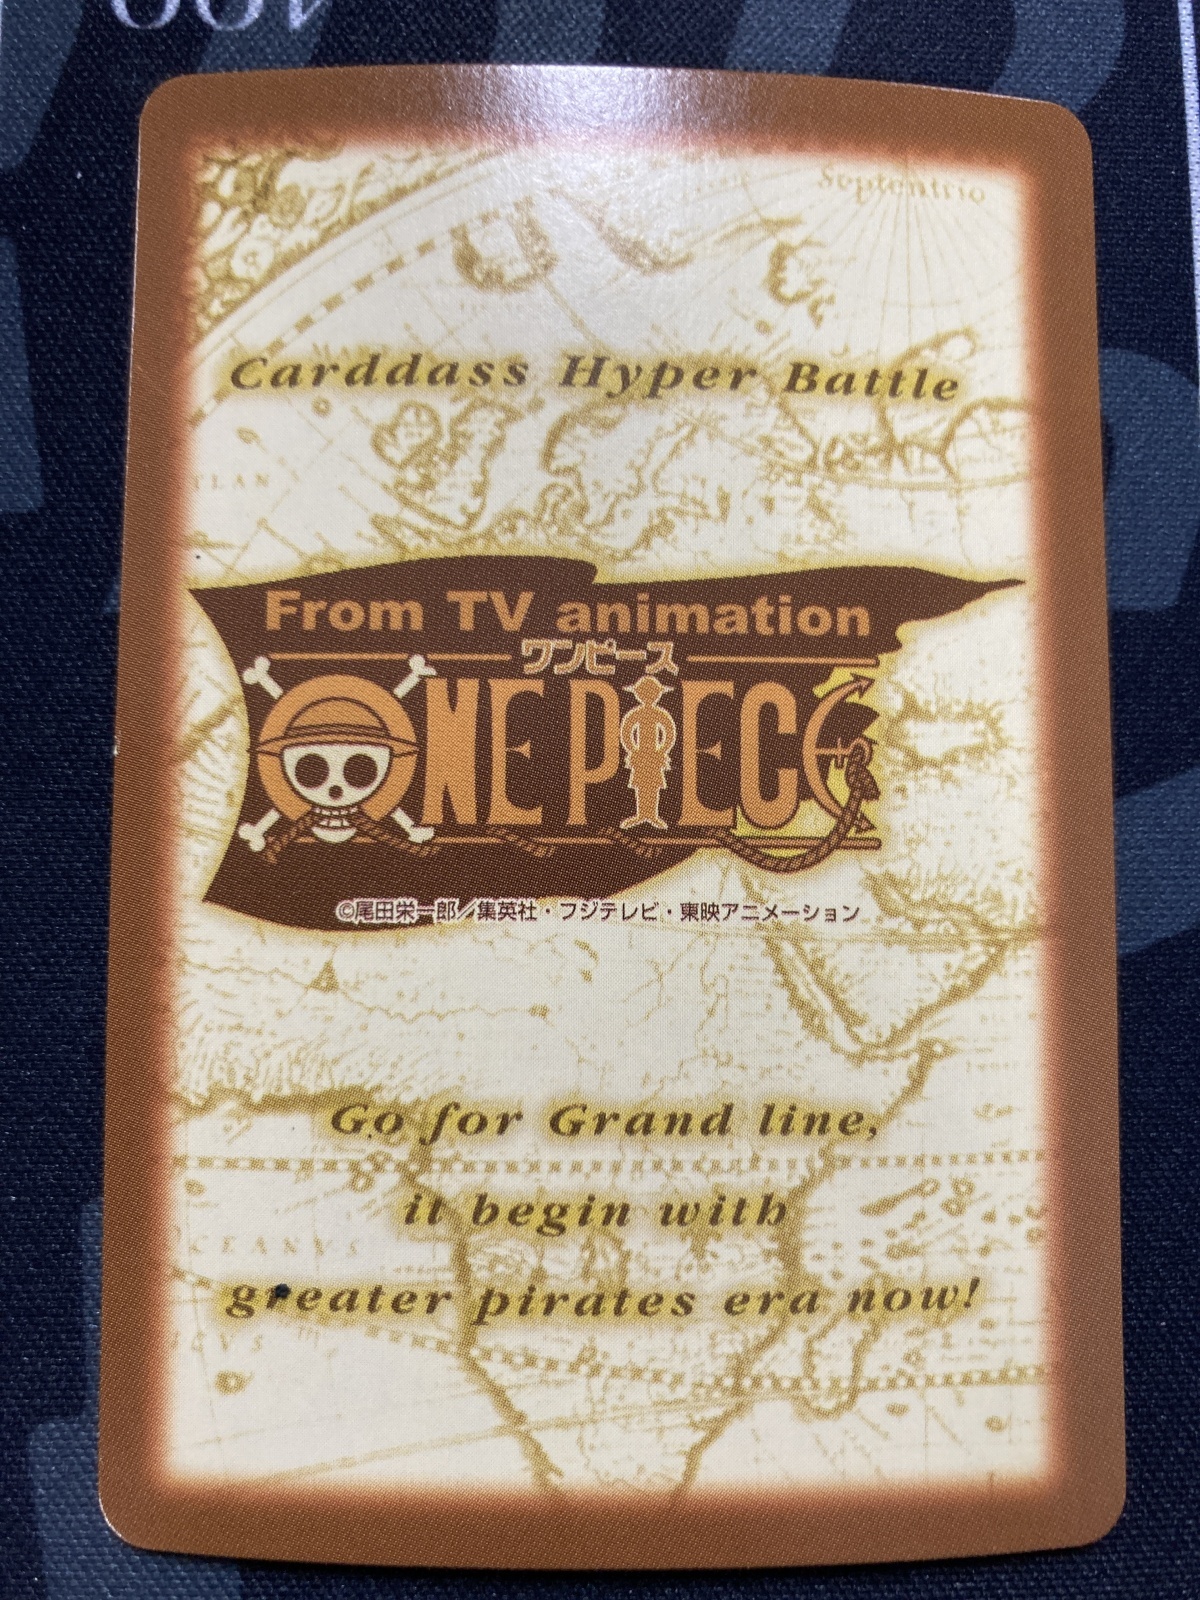 Septentrio
Carddass Hyper Battle
From TV animation
ワンピース
ONE PIECE
©尾田栄一郎／集英社・フジテレビ・東映アニメーション
Go for Grand line,
it begin with
greater pirates era now!